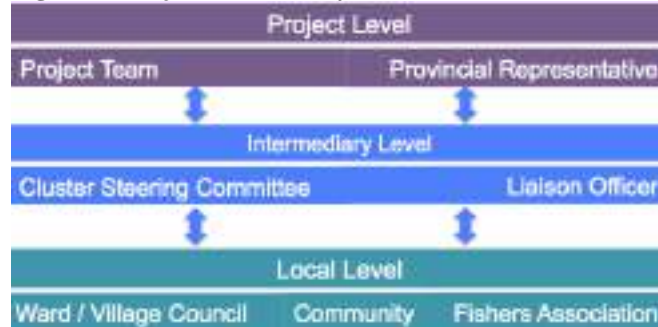 Project Level
Project Team Provincial Representative
Intermediary Level
Cluster Steering Committee Liaison Officer
Local Level
Ward / Village Council Community Fishers Association